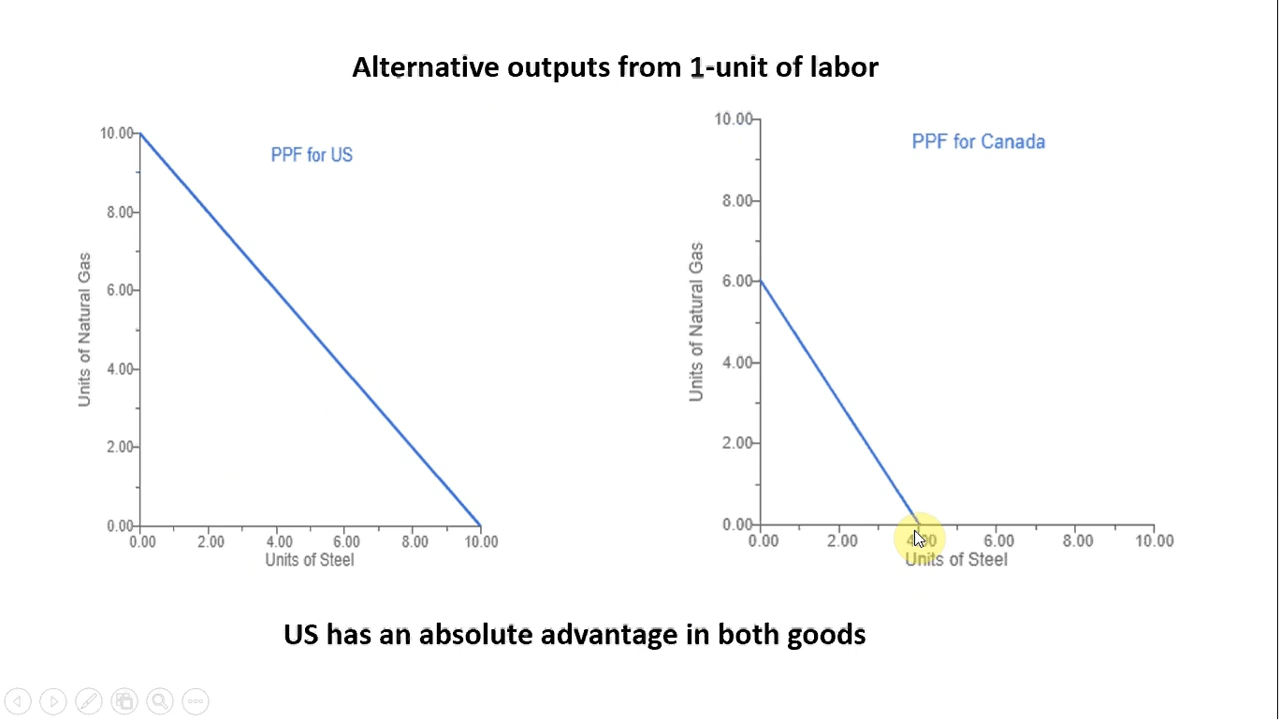 Alternative outputs from 1-unit of labor
PPF for US
10.00
8.00
6.00
4.00
2.00
0.00
Units of Natural Gas
0.00 2.00 4.00 6.00 8.00 10.00
Units of Steel
PPF for Canada
10.00
8.00
6.00
4.00
2.00
0.00
Units of Natural Gas
0.00 2.00 4.00 6.00 8.00 10.00
Units of Steel
US has an absolute advantage in both goods